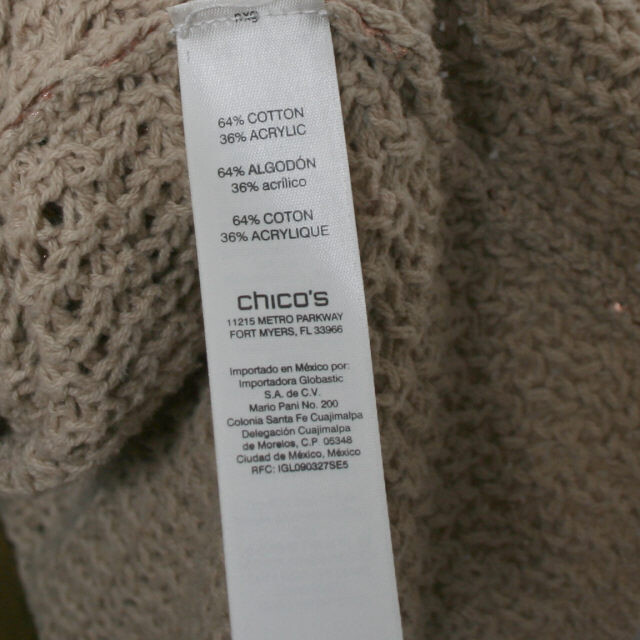 64% COTTON
36% ACRYLIC
64% ALGODÓN
36% acrílico
64% COTON
36% ACRYLIQUE
chico's
11215 METRO PARKWAY
FORT MYERS, FL 33966
Importado en México por:
Importadora Globastic
S.A. de C.V.
Mario Pani No. 200
Colonia Santa Fe Cuajimalpa
Delegación Cuajimalpa
de Morelos, C.P. 05348
Ciudad de México, México
RFC: IGL090327SE5